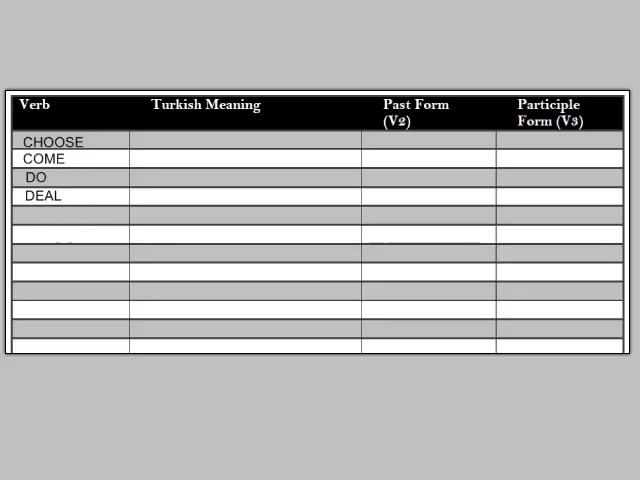 Verb Turkish Meaning Past Form Participle
(V2) Form (V3)
CHOOSE
COME
DO
DEAL